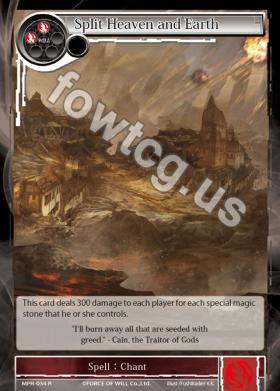 Split Heaven and Earth
WILL
fowtcg.us
This card deals 300 damage to each player for each special magic
stone that he or she controls.
"I'll burn away all that are seeded with
greed." - Cain, the Traitor of Gods
Spell : Chant
MPR-034 R ©FORCE OF WILL Co.,Ltd.